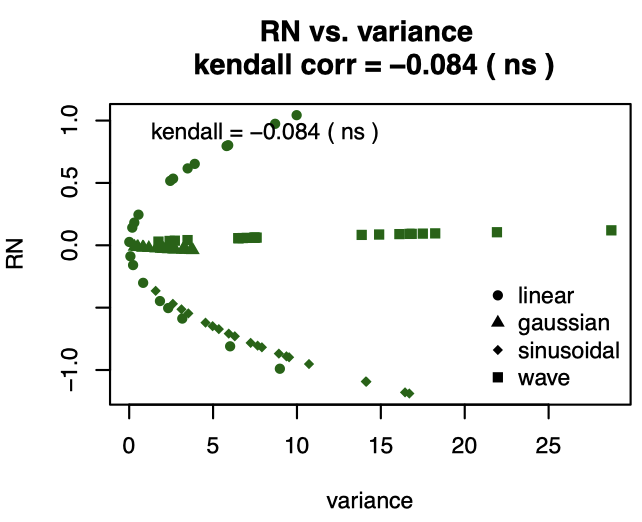 RN vs. variance
kendall corr = −0.084 ( ns )
kendall = −0.084 ( ns )
1.0
0.5
0.0
−1.0
RN
linear
gaussian
sinusoidal
wave
0 5 10 15 20 25
variance